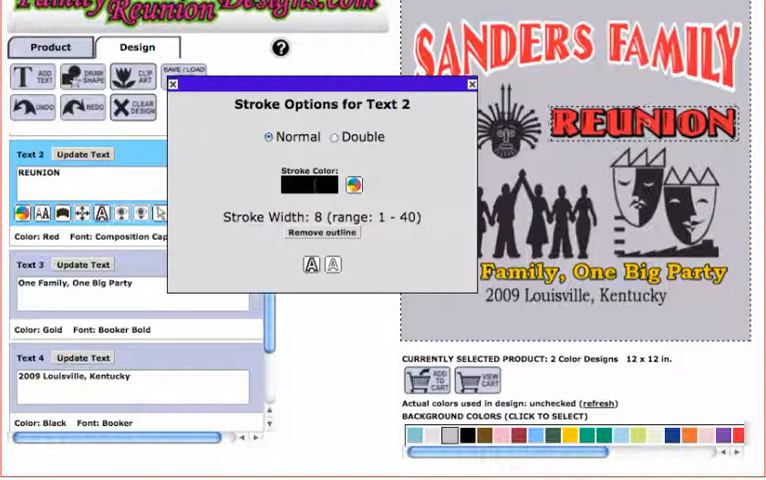 Family
ReunionDesigns.com
Product
Design
?
ADD TEXT
DRAW SHAPE
CLIP ART
SAVE / LOAD
UNDO
REDO
CLEAR DESIGN
Text 2 Update Text
REUNION
Color: Red Font: Composition Cap
Text 3 Update Text
One Family, One Big Party
Color: Gold Font: Booker Bold
Text 4 Update Text
2009 Louisville, Kentucky
Color: Black Font: Booker
Stroke Options for Text 2
Normal Double
Stroke Color:
Stroke Width: 8 (range: 1 - 40)
Remove outline
SANDERS FAMILY
REUNION
Family, One Big Party
2009 Louisville, Kentucky
CURRENTLY SELECTED PRODUCT: 2 Color Designs 12 x 12 in.
ADD TO CART
VIEW CART
Actual colors used in design: unchecked (refresh)
BACKGROUND COLORS (CLICK TO SELECT)